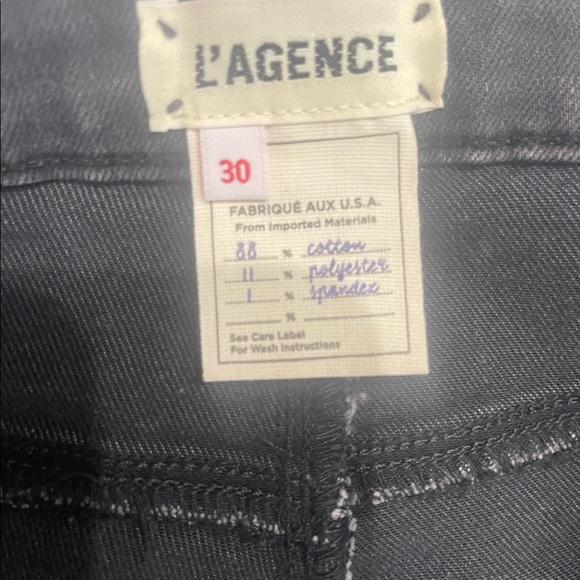 L'AGENCE
30
FABRIQUÉ AUX U.S.A.
From Imported Materials
88 % cotton
11 % polyester
1 % spandex
%
See Care Label
For Wash Instructions